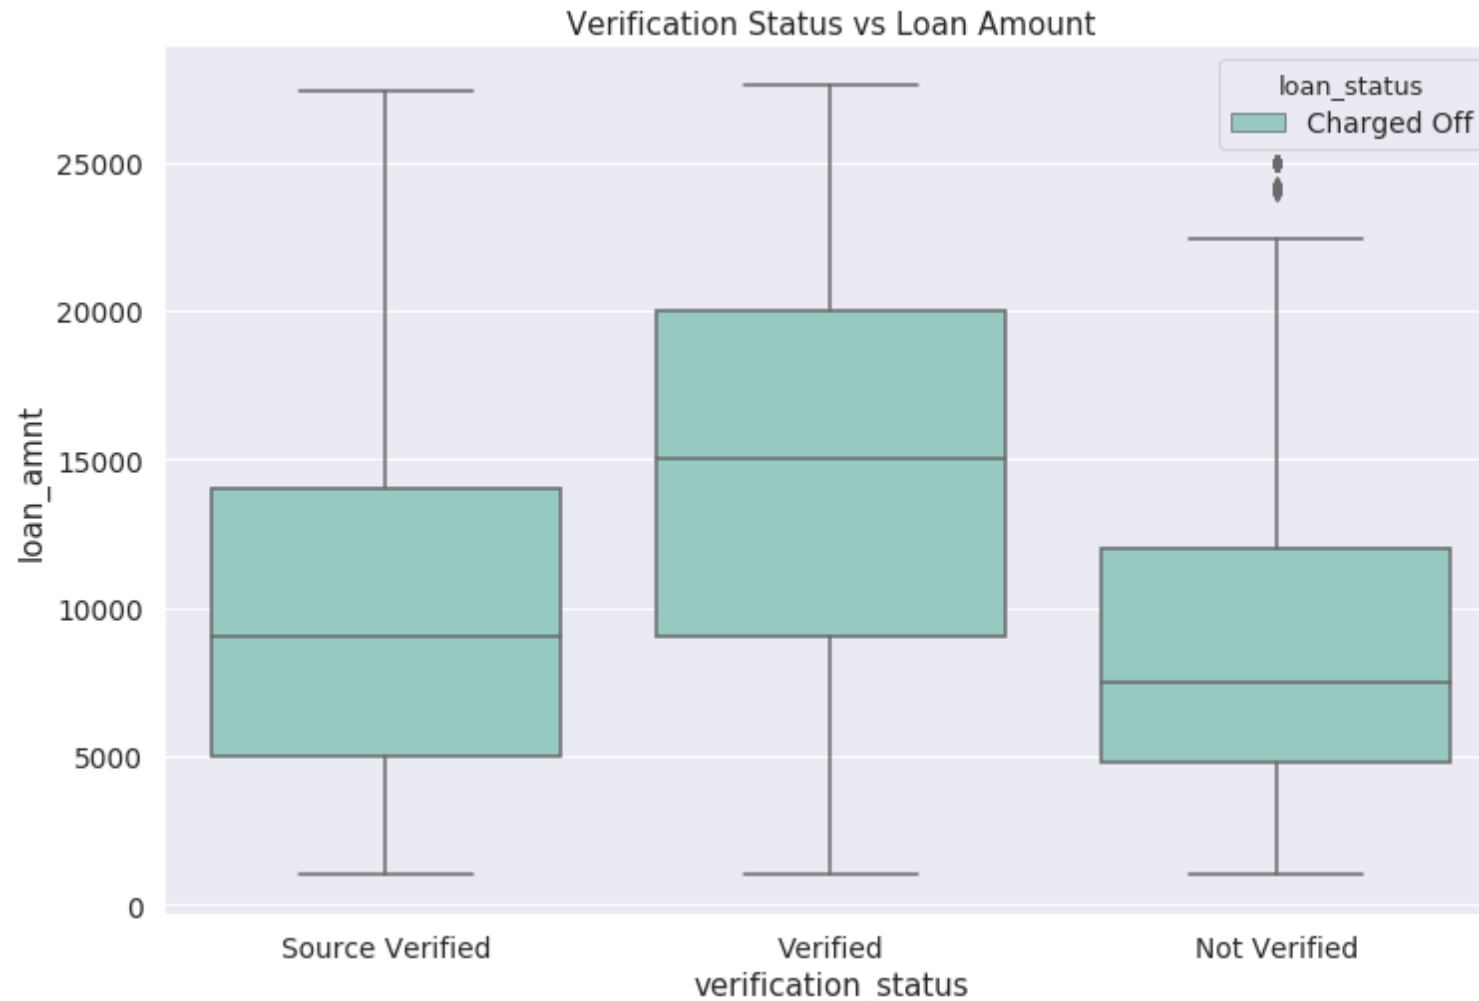 Verification Status vs Loan Amount
loan_status
Charged Off
25000
20000
15000
10000
5000
0
loan_amnt
Source Verified
Verified
Not Verified
verification_status